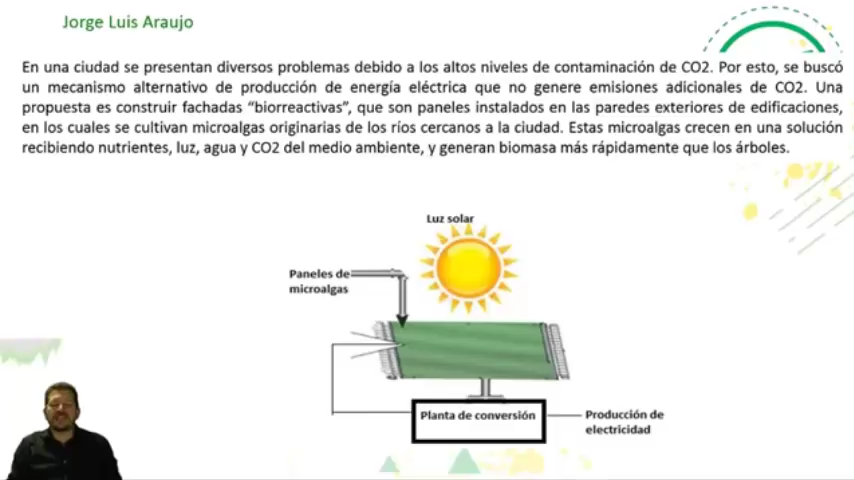 Jorge Luis Araujo
En una ciudad se presentan diversos problemas debido a los altos niveles de contaminación de CO2. Por esto, se buscó
un mecanismo alternativo de producción de energía eléctrica que no genere emisiones adicionales de CO2. Una
propuesta es construir fachadas “biorreactivas”, que son paneles instalados en las paredes exteriores de edificaciones,
en los cuales se cultivan microalgas originarias de los ríos cercanos a la ciudad. Estas microalgas crecen en una solución
recibiendo nutrientes, luz, agua y CO2 del medio ambiente, y generan biomasa más rápidamente que los árboles.
Luz solar
Paneles de
microalgas
Planta de conversión
Producción de
electricidad